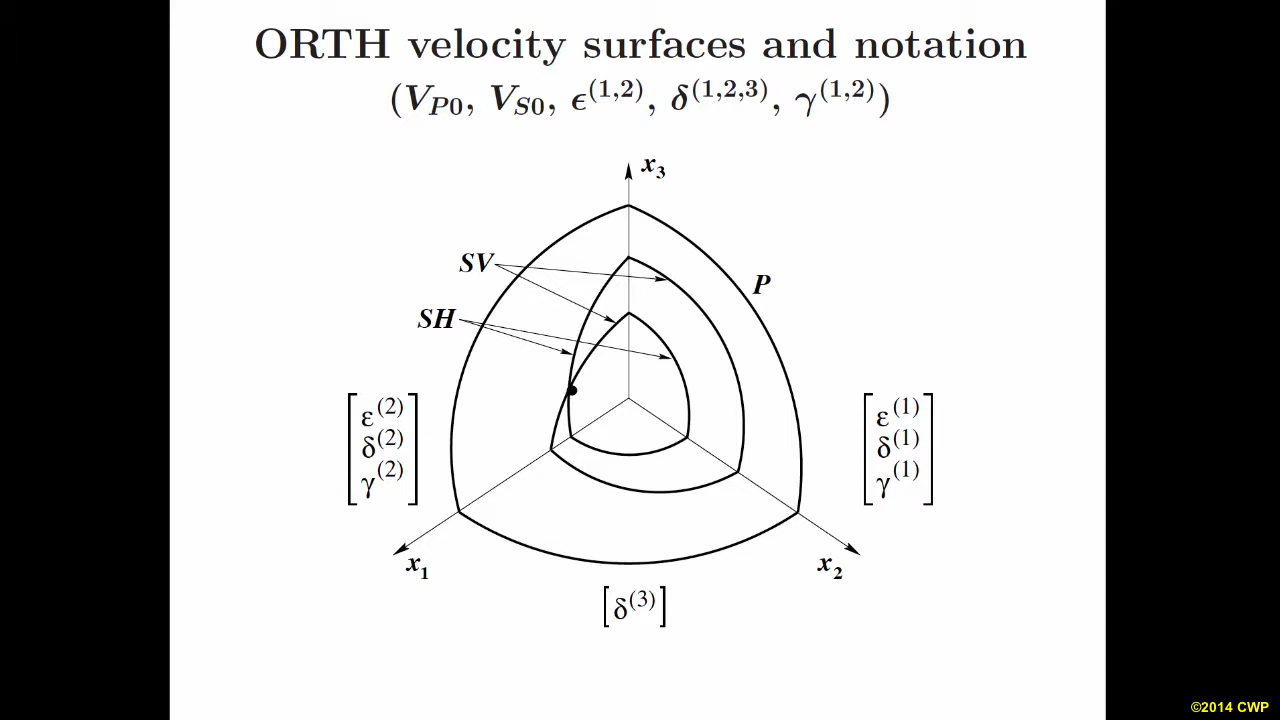 ORTH velocity surfaces and notation
(V_{P0}, V_{S0}, ϵ^{(1,2)}, δ^{(1,2,3)}, γ^{(1,2)})
x_3
SV
P
SH
ε^{(2)}
δ^{(2)}
γ^{(2)}
ε^{(1)}
δ^{(1)}
γ^{(1)}
x_1
x_2
[δ^{(3)}]
©2014 CWP